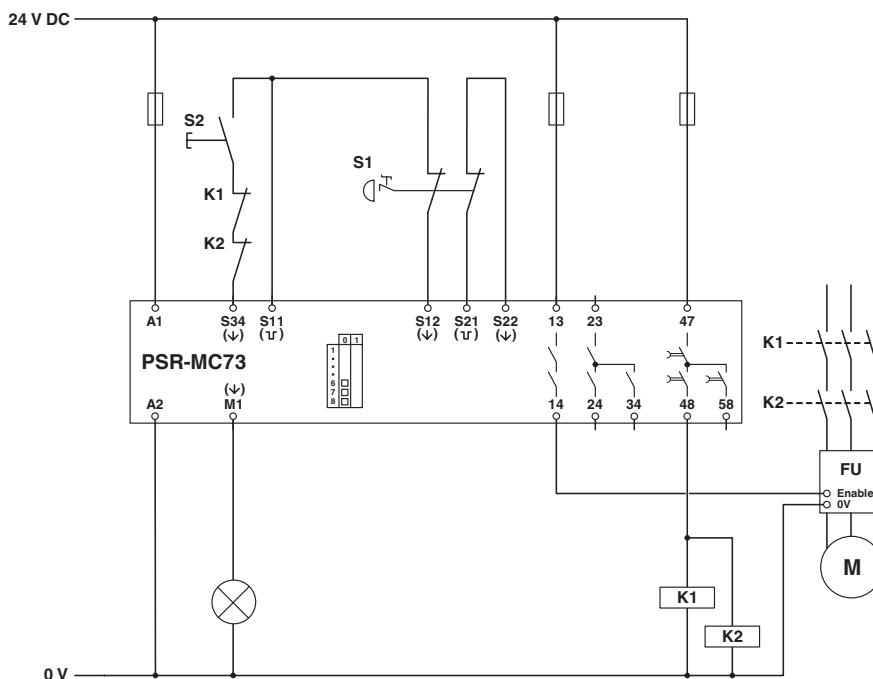 24 V DC
S2
S1
K1
K2
A1
S34
S11
S12
S21
S22
13
23
47
(↓)
(⊓)
(↓)
(⊓)
(↓)
0 1
1
6
7
8
PSR-MC73
(↓)
A2
M1
14
24
34
48
58
K1
K2
FU
Enable
0V
M
K1
K2
0 V